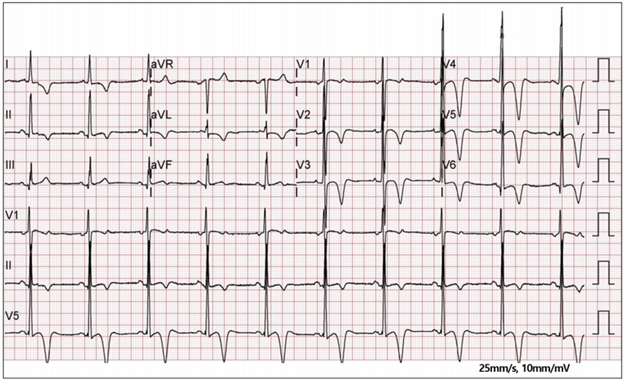 I aVR V1 V4
II aVL V2 V5
III aVF V3 V6
V1
II
V5
25mm/s, 10mm/mV